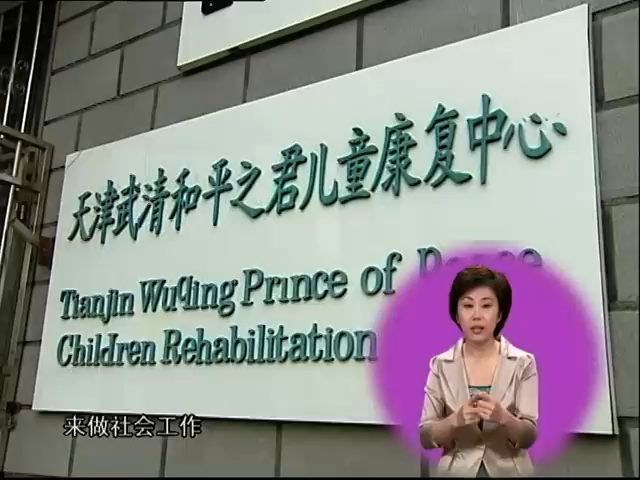 天津武清和平之君儿童康复中心
Tianjin Wuqing Prince of Peace
Children Rehabilitation
来做社会工作